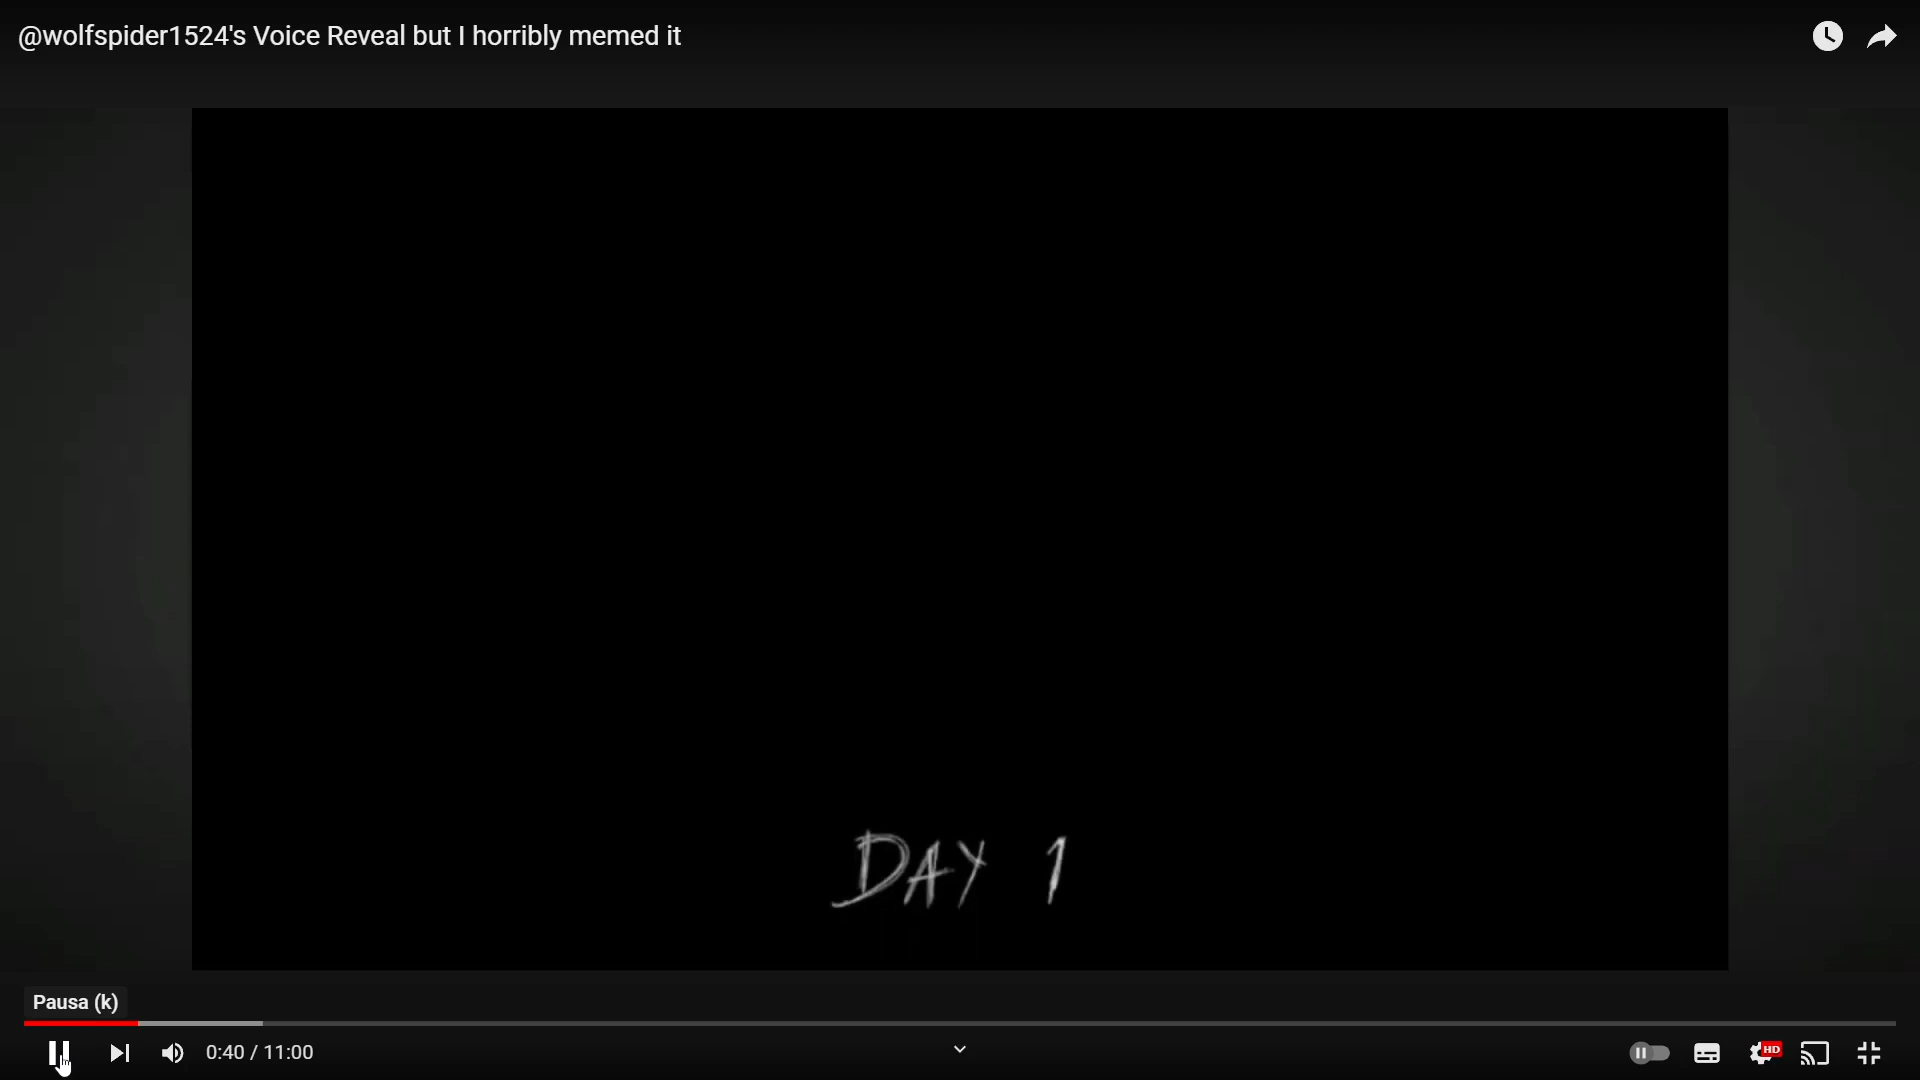 @wolfspider1524's Voice Reveal but I horribly memed it
DAY 1
Pausa (k)
0:40 / 11:00
HD